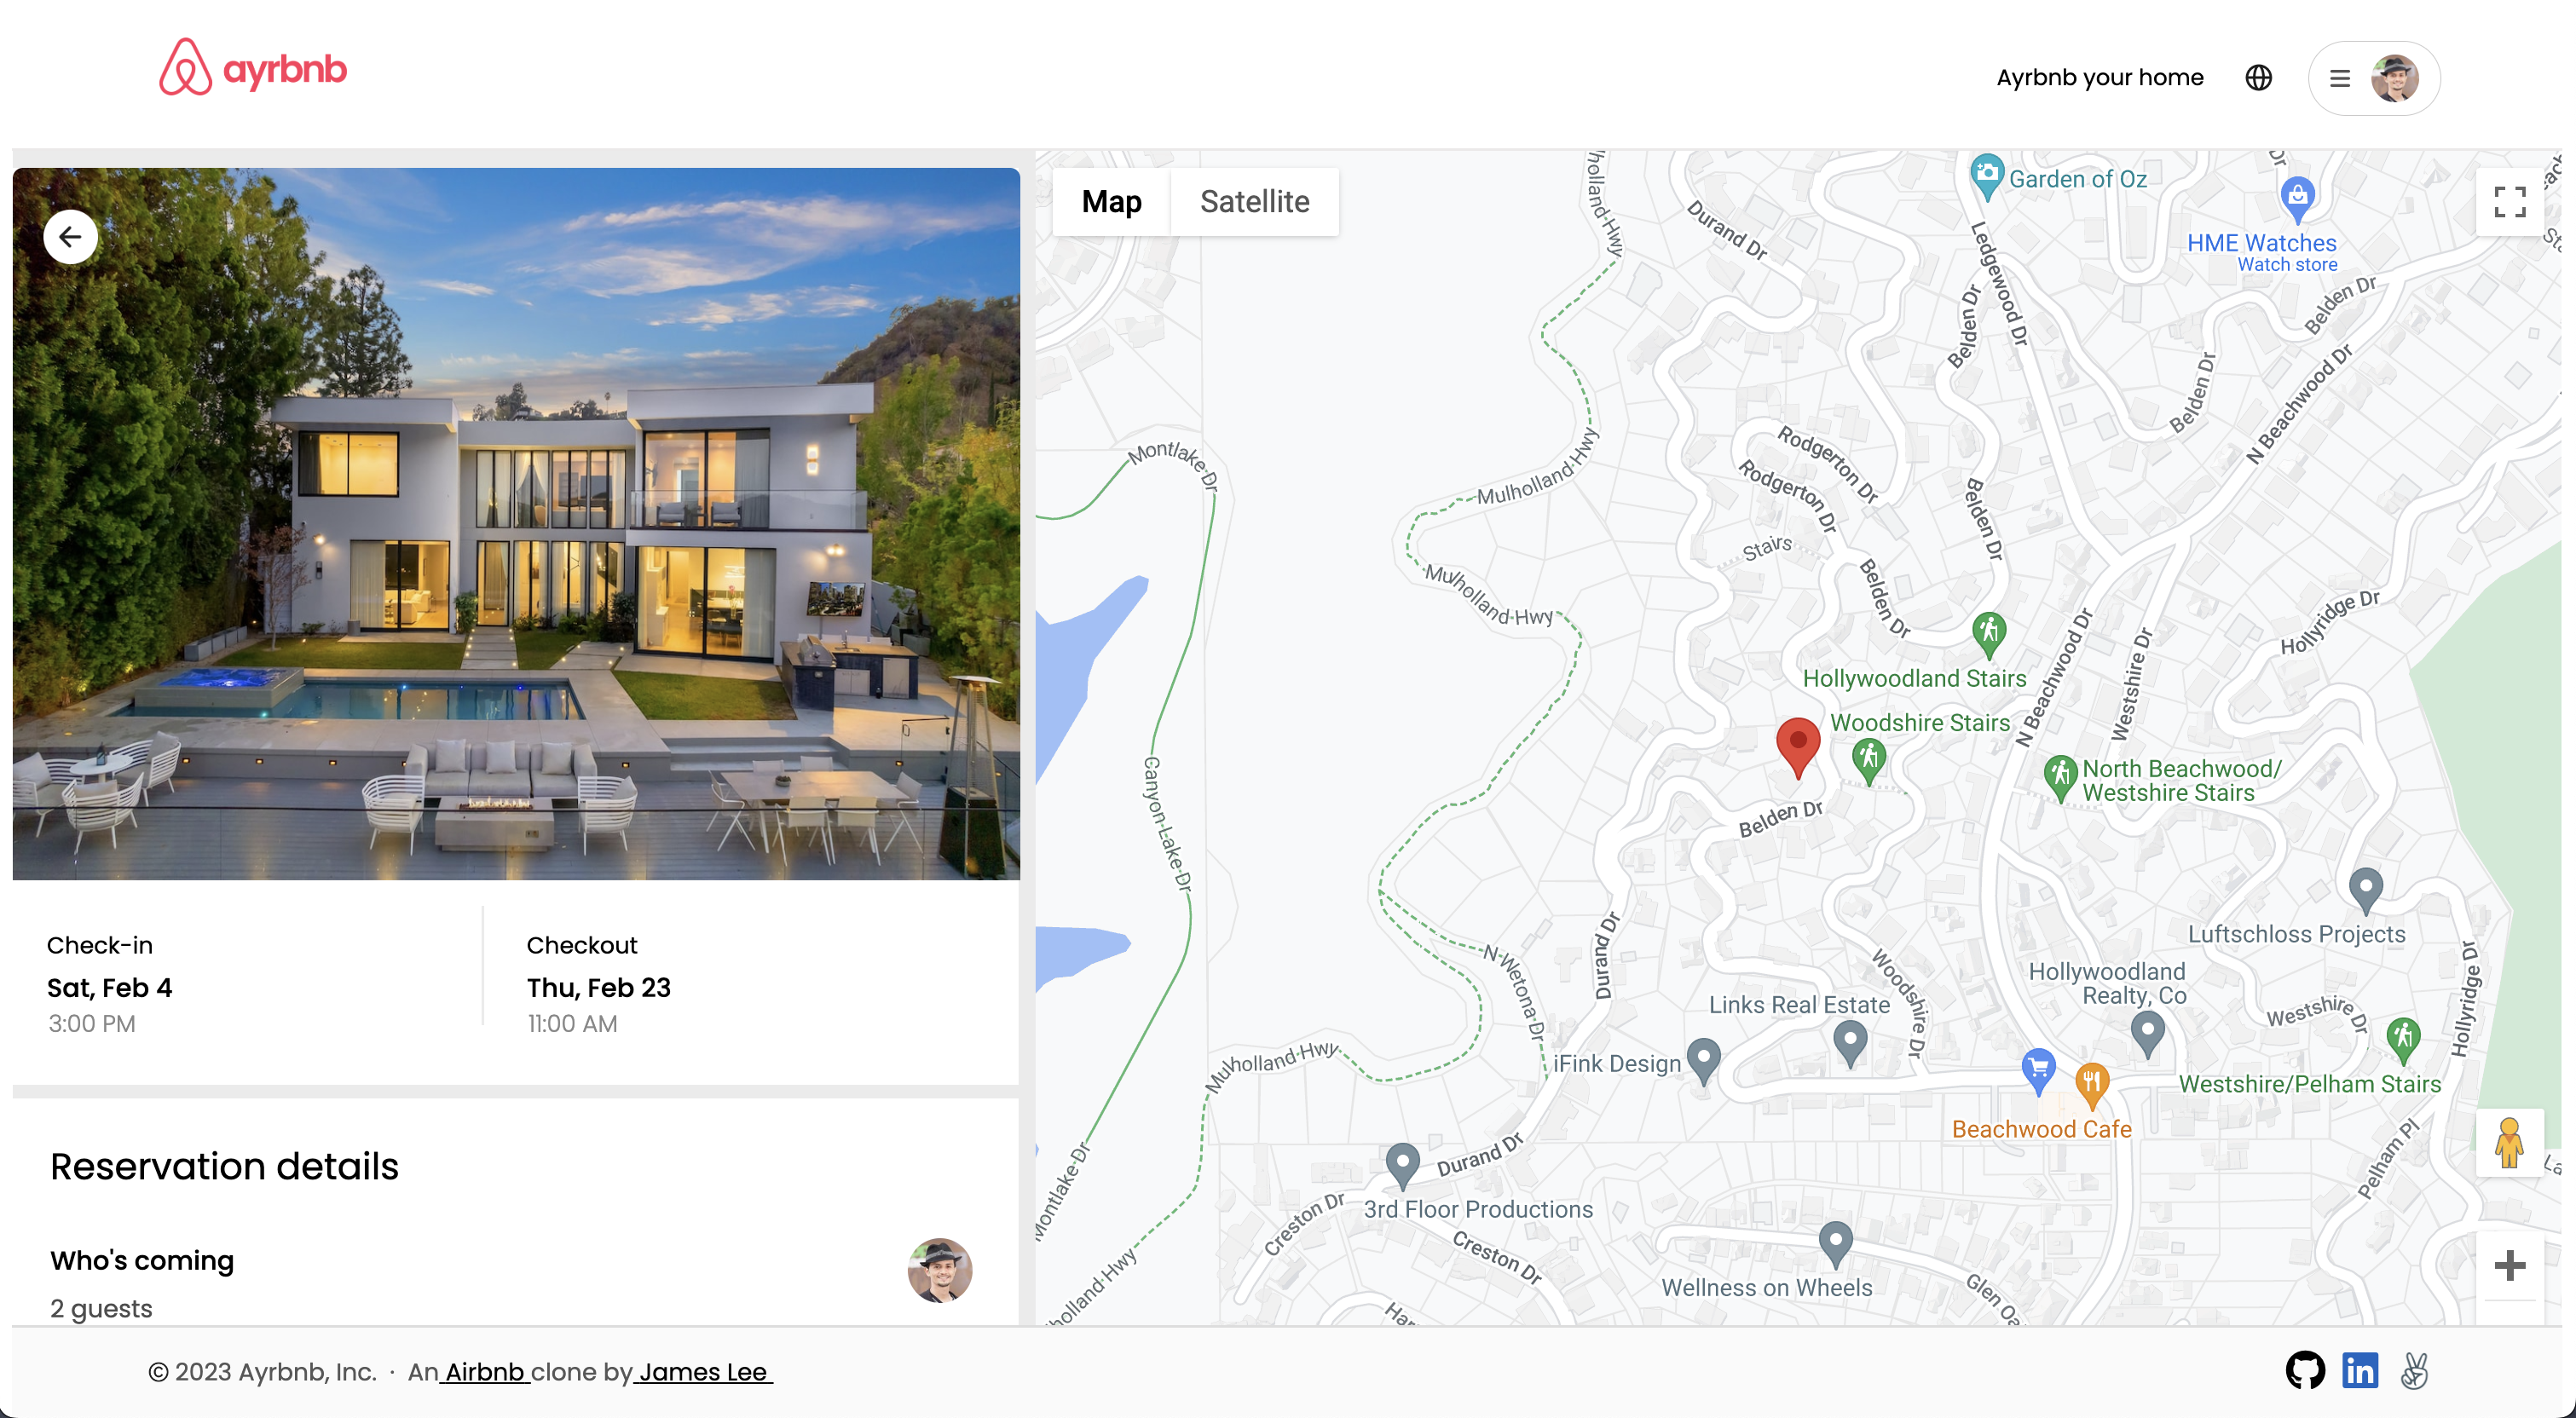 ayrbnb
Ayrbnb your home
Check-in
Sat, Feb 4
3:00 PM
Checkout
Thu, Feb 23
11:00 AM
Reservation details
Who's coming
2 guests
Map
Satellite
Garden of Oz
HME Watches
Watch store
Durand Dr
Ledgewood Dr
Belden Dr
Belden Dr
Belden Dr
N Beachwood Dr
Montlake Dr
Mulholland Hwy
Rodgerton Dr
Rodgerton Dr
Belden Dr
Stairs
Mulholland Hwy
Belden Dr
Hollyridge Dr
Hollywoodland Stairs
N Beachwood Dr
Westshire Dr
Woodshire Stairs
North Beachwood/
Westshire Stairs
Canyon Lake Dr
Belden Dr
Luftschloss Projects
Durand Dr
N Wetona Dr
Woodshire Dr
Hollywoodland
Realty, Co
Hollyridge Dr
Links Real Estate
Westshire Dr
Mulholland Hwy
iFink Design
Westshire/Pelham Stairs
Beachwood Cafe
Montlake Dr
Durand Dr
Pelham Pl
3rd Floor Productions
Creston Dr
Creston Dr
Wellness on Wheels
© 2023 Ayrbnb, Inc. · An Airbnb clone by James Lee
in